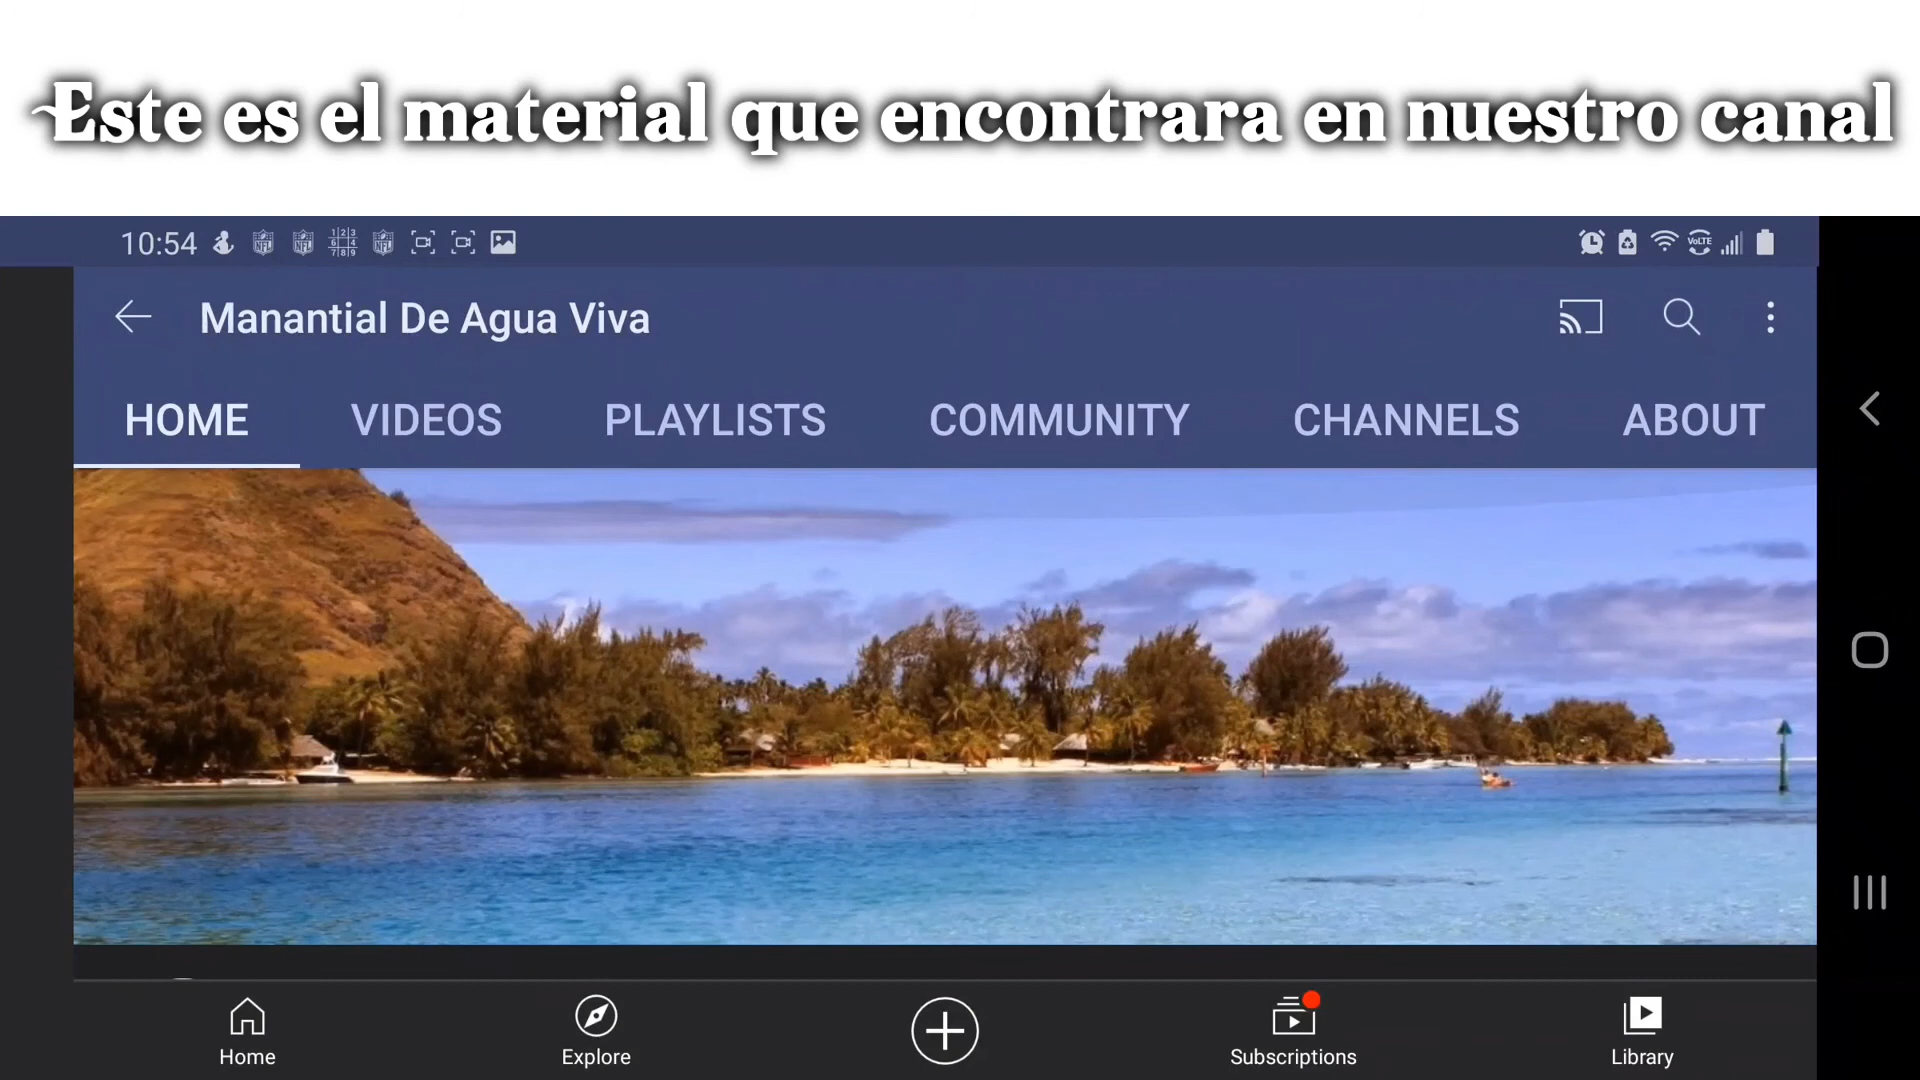 Este es el material que encontrara en nuestro canal
10:54
Manantial De Agua Viva
HOME VIDEOS PLAYLISTS COMMUNITY CHANNELS ABOUT
Home Explore Subscriptions Library